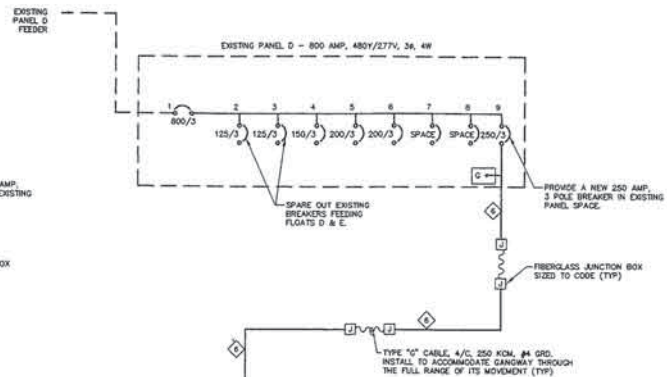 EXISTING
PANEL D
FEEDER
EXISTING PANEL D - 800 AMP, 480Y/277V, 3ø, 4W
1 2 3 4 5 6 7 8 9
800/3 125/3 125/3 150/3 200/3 200/3 SPACE SPACE 250/3
G
AMP,
EXISTING
SPARE OUT EXISTING
BREAKERS FEEDING
FLOATS D & E.
PROVIDE A NEW 250 AMP,
3 POLE BREAKER IN EXISTING
PANEL SPACE.
6
J
OX
FIBERGLASS JUNCTION BOX
SIZED TO CODE (TYP)
J
6
J J
6
TYPE "G" CABLE, 4/C, 250 KCM, #4 GRD.
INSTALL TO ACCOMMODATE GANGWAY THROUGH
THE FULL RANGE OF ITS MOVEMENT (TYP)